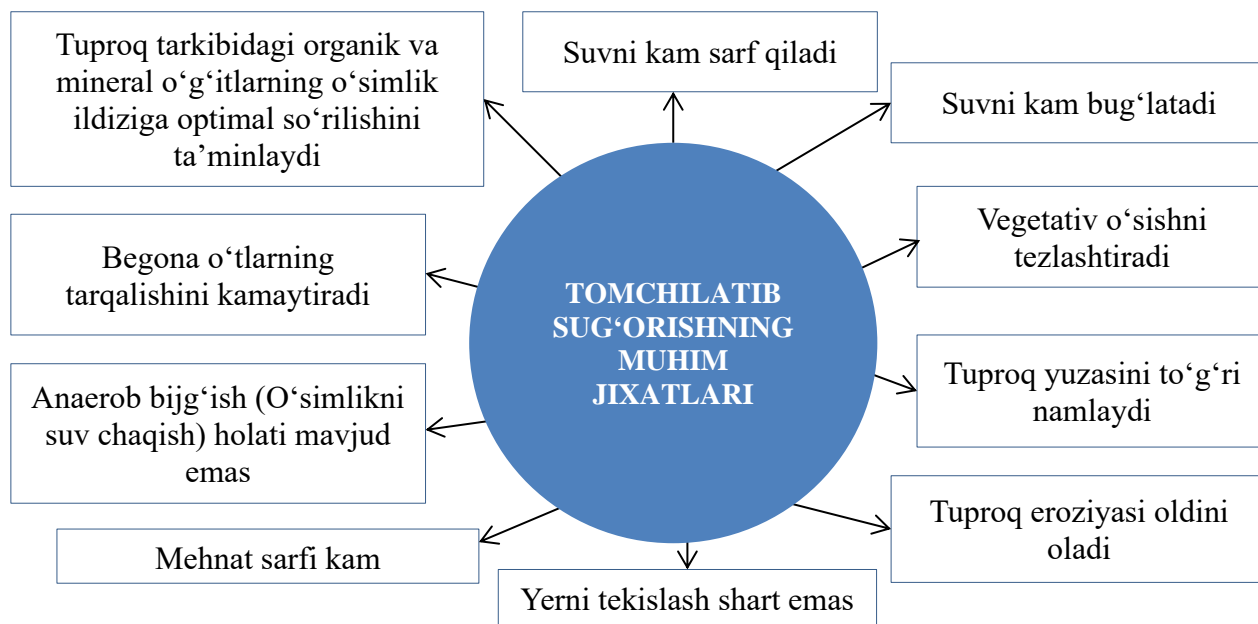 Tuproq tarkibidagi organik va
mineral o‘g‘itlarning o‘simlik
ildiziga optimal so‘rilishini
ta’minlaydi
Suvni kam sarf qiladi
Suvni kam bug‘latadi
Begona o‘tlarning
tarqalishini kamaytiradi
Vegetativ o‘sishni
tezlashtiradi
TOMCHILATIB
SUG‘ORISHNING
MUHIM
JIXATLARI
Anaerob bijg‘ish (O‘simlikni
suv chaqish) holati mavjud
emas
Tuproq yuzasini to‘g‘ri
namlaydi
Mehnat sarfi kam
Yerni tekislash shart emas
Tuproq eroziyasi oldini
oladi